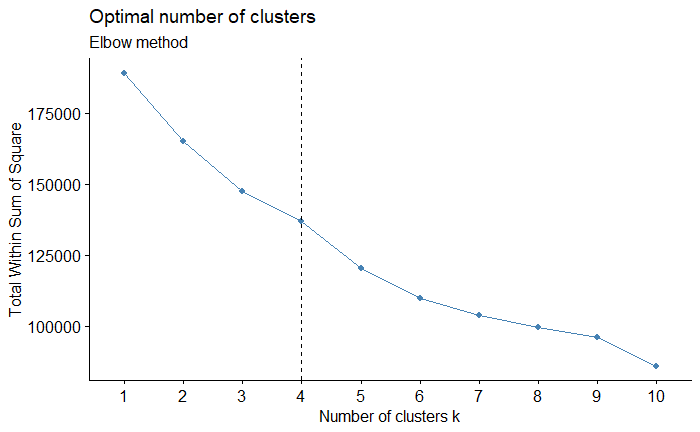 Optimal number of clusters
Elbow method
Total Within Sum of Square
175000
150000
125000
100000
1 2 3 4 5 6 7 8 9 10
Number of clusters k